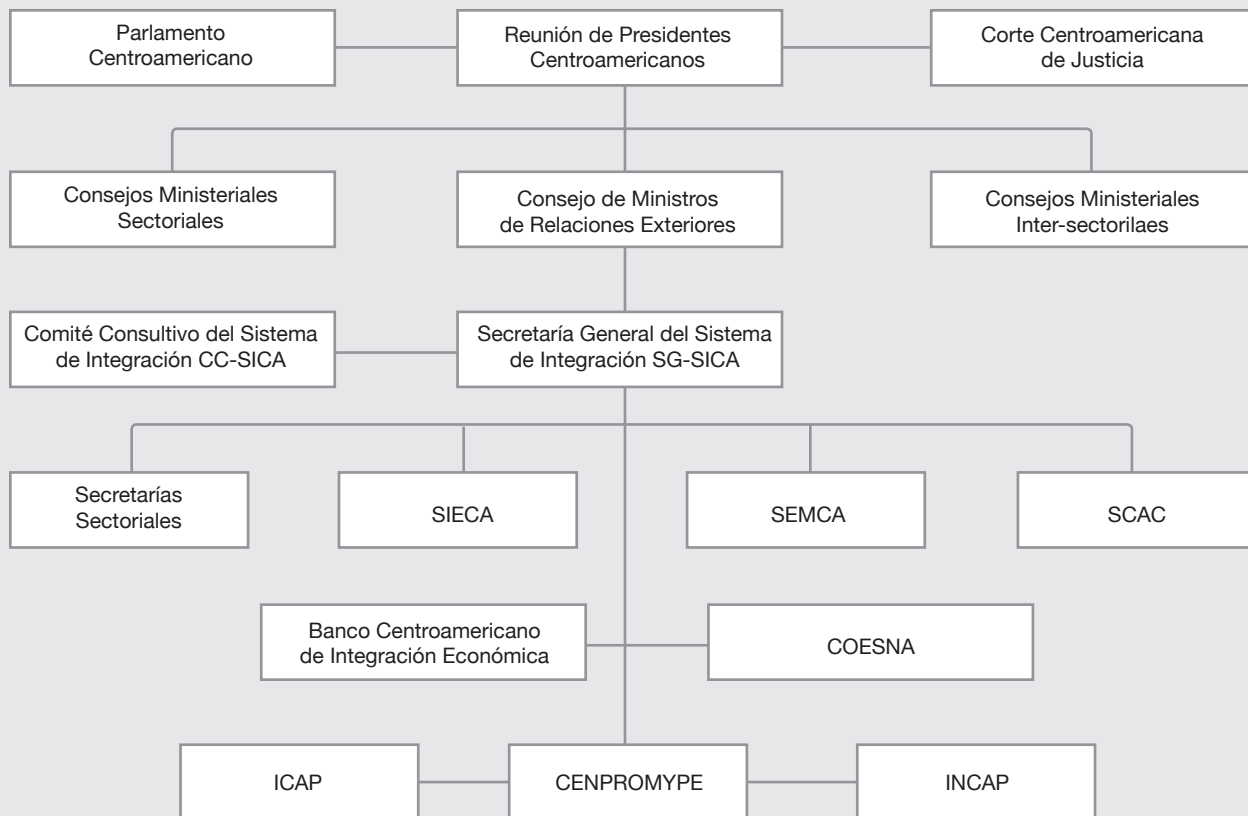 Parlamento
Centroamericano
Reunión de Presidentes
Centroamericanos
Corte Centroamericana
de Justicia
Consejos Ministeriales
Sectoriales
Consejo de Ministros
de Relaciones Exteriores
Consejos Ministeriales
Inter-sectorilaes
Comité Consultivo del Sistema
de Integración CC-SICA
Secretaría General del Sistema
de Integración SG-SICA
Secretarías
Sectoriales
SIECA
SEMCA
SCAC
Banco Centroamericano
de Integración Económica
COESNA
ICAP
CENPROMYPE
INCAP